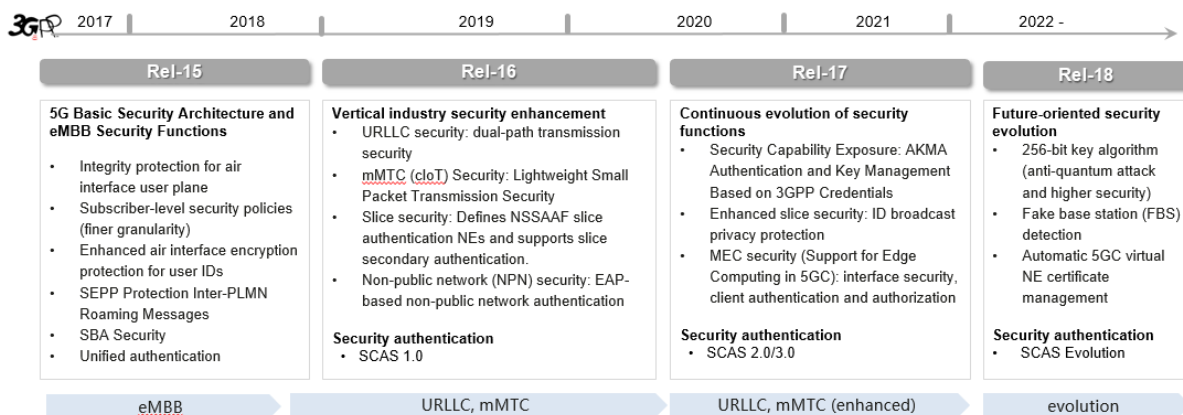 3GPP
2017
2018
2019
2020
2021
2022 -
Rel-15
Rel-16
Rel-17
Rel-18
5G Basic Security Architecture and
eMBB Security Functions
• Integrity protection for air
interface user plane
• Subscriber-level security policies
(finer granularity)
• Enhanced air interface encryption
protection for user IDs
• SEPP Protection Inter-PLMN
Roaming Messages
• SBA Security
• Unified authentication
Vertical industry security enhancement
• URLLC security: dual-path transmission
security
• mMTC (cIoT) Security: Lightweight Small
Packet Transmission Security
• Slice security: Defines NSSAAF slice
authentication NEs and supports slice
secondary authentication.
• Non-public network (NPN) security: EAP-
based non-public network authentication
Security authentication
• SCAS 1.0
Continuous evolution of security
functions
• Security Capability Exposure: AKMA
Authentication and Key Management
Based on 3GPP Credentials
• Enhanced slice security: ID broadcast
privacy protection
• MEC security (Support for Edge
Computing in 5GC): interface security,
client authentication and authorization
Security authentication
• SCAS 2.0/3.0
Future-oriented security
evolution
• 256-bit key algorithm
(anti-quantum attack
and higher security)
• Fake base station (FBS)
detection
• Automatic 5GC virtual
NE certificate
management
Security authentication
• SCAS Evolution
eMBB
URLLC, mMTC
URLLC, mMTC (enhanced)
evolution